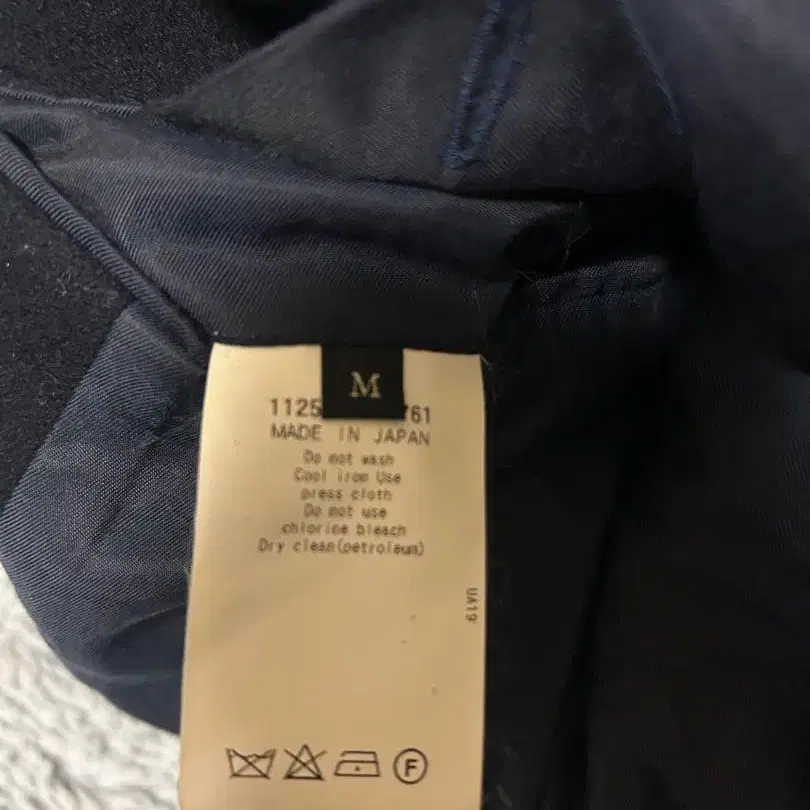 M
1125 761
MADE IN JAPAN
Do not wash
Cool iron Use
press cloth
Do not use
chlorine bleach
Dry clean(petroleum)
UA19
F